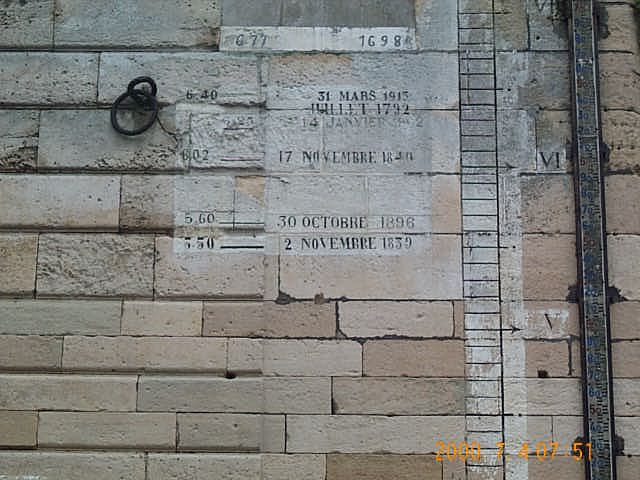 6 77 1698
6.40 31 MARS 1913
JUILLET 1792
14 JANVIER
6.02 17 NOVEMBRE 1840
VI
5.60 30 OCTOBRE 1896
5.50 2 NOVEMBRE 1839
V
2000 7 4 07 51